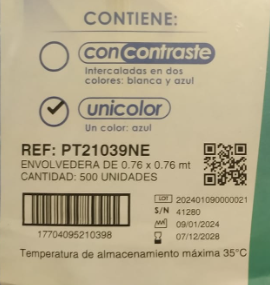 CONTIENE:
concontraste
Intercaladas en dos
colores: blanca y azul
unicolor
Un color: azul
REF: PT21039NE
ENVOLVEDERA DE 0.76 x 0.76 mt
CANTIDAD: 500 UNIDADES
LOT 202401090000021
S/N 41280
09/01/2024
07/12/2028
17704095210398
Temperatura de almacenamiento máxima 35°C